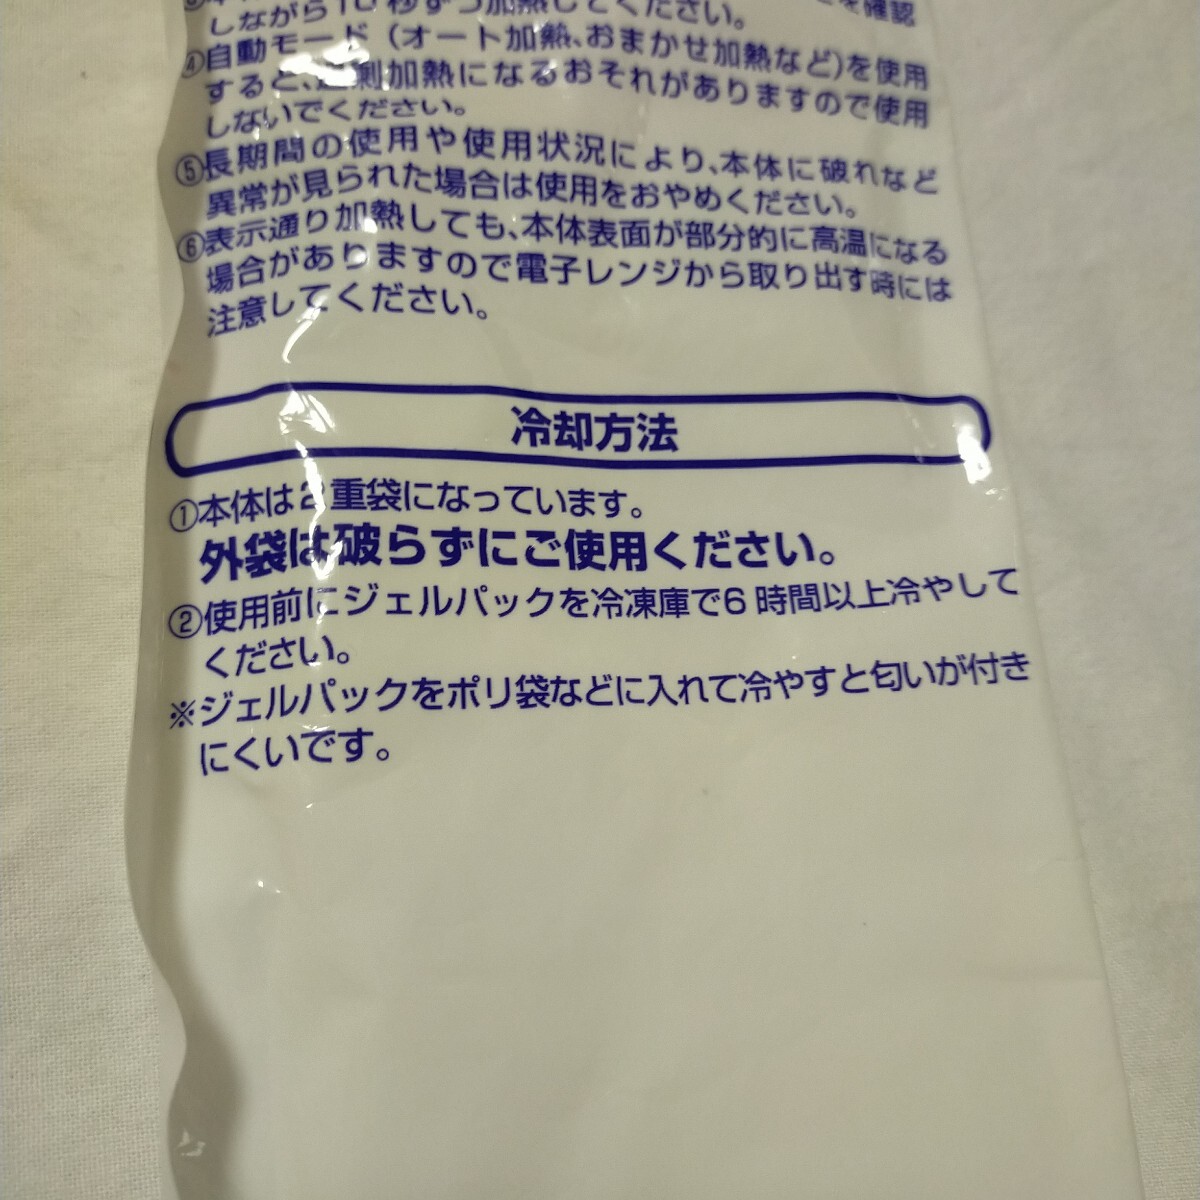 を確認
しながら10秒ずつ加熱してください。
④自動モード（オート加熱、おまかせ加熱など）を使用
すると、過剰加熱になるおそれがありますので使用
しないでください。
⑤長期間の使用や使用状況により、本体に破れなど
異常が見られた場合は使用をおやめください。
⑥表示通り加熱しても、本体表面が部分的に高温になる
場合がありますので電子レンジから取り出す時には
注意してください。
冷却方法
①本体は2重袋になっています。
外袋は破らずにご使用ください。
②使用前にジェルパックを冷凍庫で6時間以上冷やして
ください。
※ジェルパックをポリ袋などに入れて冷やすと匂いが付き
にくいです。